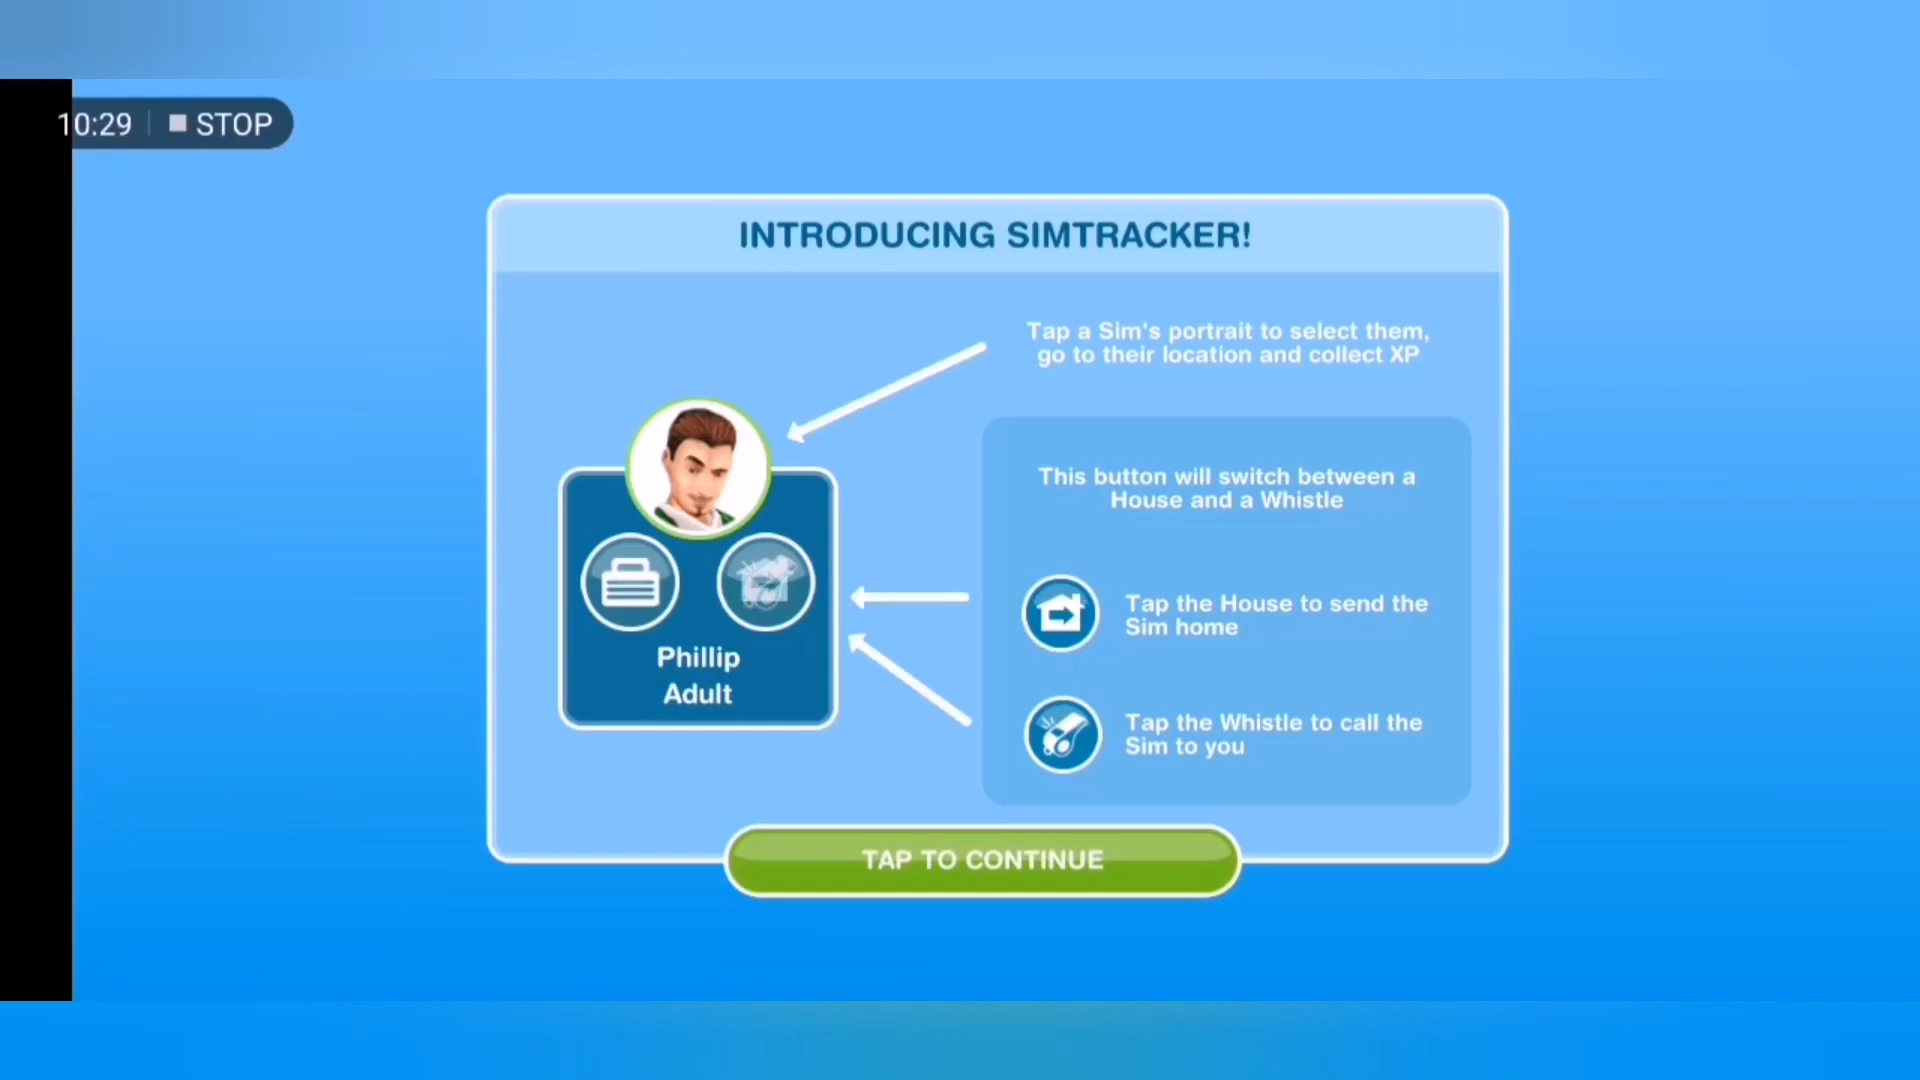 10:29 STOP
INTRODUCING SIMTRACKER!
Tap a Sim's portrait to select them,
go to their location and collect XP
This button will switch between a
House and a Whistle
Tap the House to send the
Sim home
Phillip
Adult
Tap the Whistle to call the
Sim to you
TAP TO CONTINUE